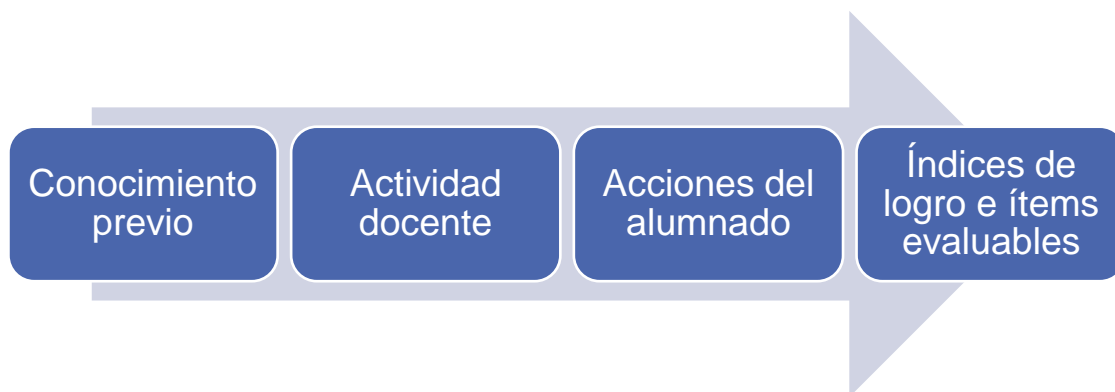 Conocimiento
previo
Actividad
docente
Acciones del
alumnado
Índices de
logro e ítems
evaluables